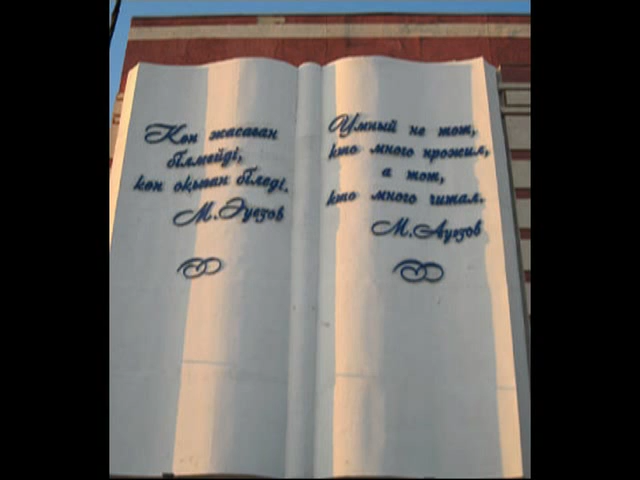 Көп жасаған
білмейді,
көп оқыған біледі.
М. Әуезов
Умный не тот,
кто много прожил,
а тот,
кто много читал.
М. Ауэзов